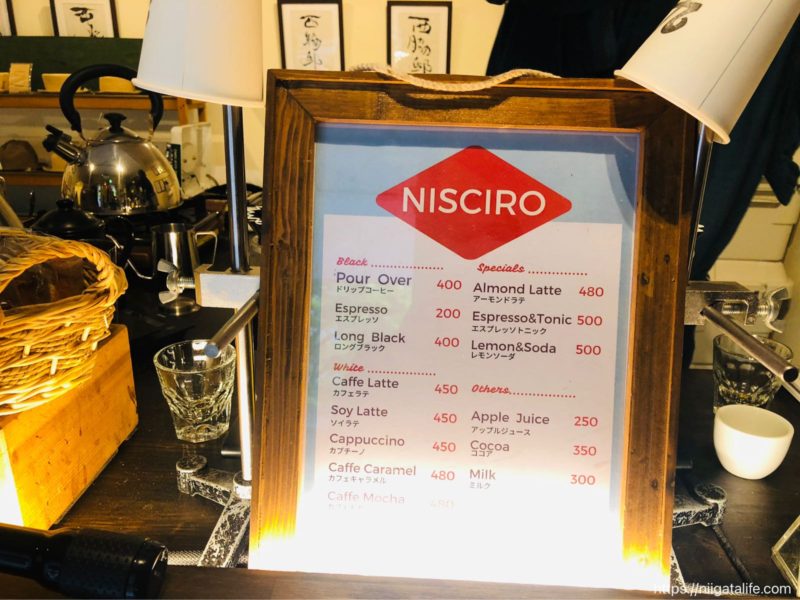 NISCIRO
Black
Pour Over 400
ドリップコーヒー
Espresso 200
エスプレッソ
Long Black 400
ロングブラック
White
Caffe Latte 450
カフェラテ
Soy Latte 450
ソイラテ
Cappuccino 450
カプチーノ
Caffe Caramel 480
カフェキャラメル
Caffe Mocha 480
Specials
Almond Latte 480
アーモンドラテ
Espresso&Tonic 500
エスプレッソトニック
Lemon&Soda 500
レモンソーダ
Others
Apple Juice 250
アップルジュース
Cocoa 350
ココア
Milk 300
ミルク
https://niigatalife.com